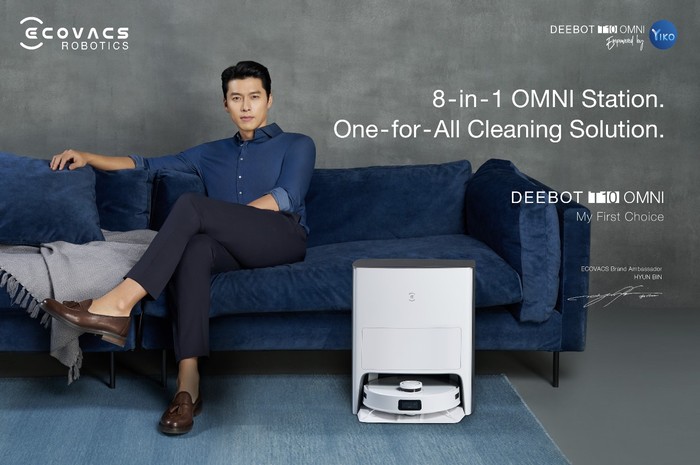 ECOVACS
ROBOTICS
DEEBOT T10 OMNI
Empowered by YIKO
8-in-1 OMNI Station.
One-for-All Cleaning Solution.
DEEBOT T10 OMNI
My First Choice
ECOVACS Brand Ambassador
HYUN BIN